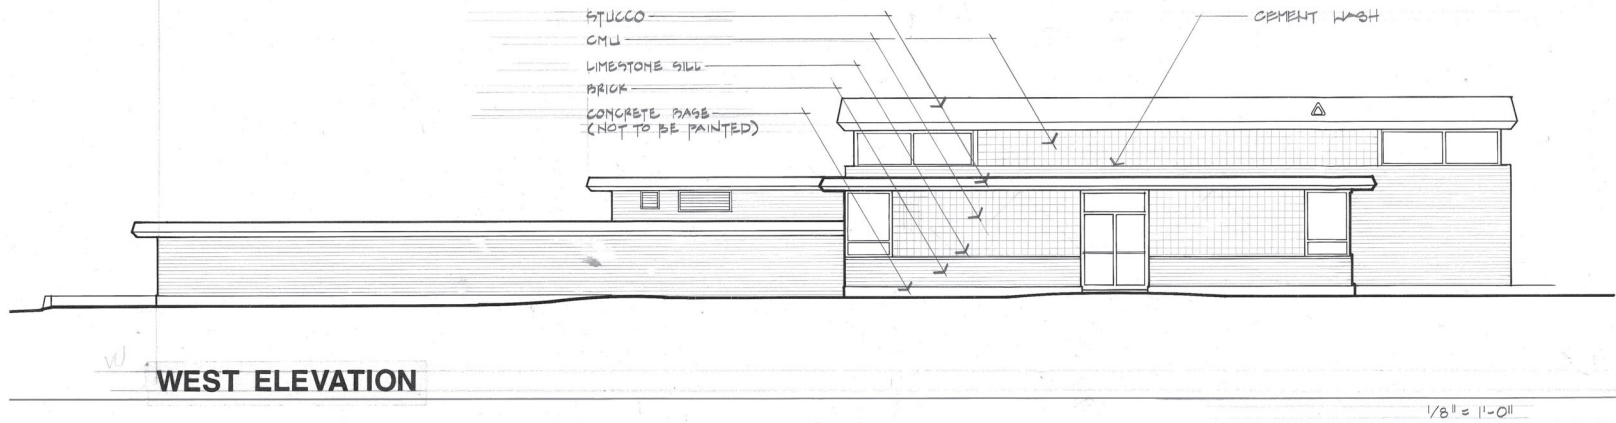 STUCCO
CEMENT WASH
CMU
LIMESTONE SILL
BRICK
CONCRETE BASE
(NOT TO BE PAINTED)
W
WEST ELEVATION
1/8" = 1'-0"